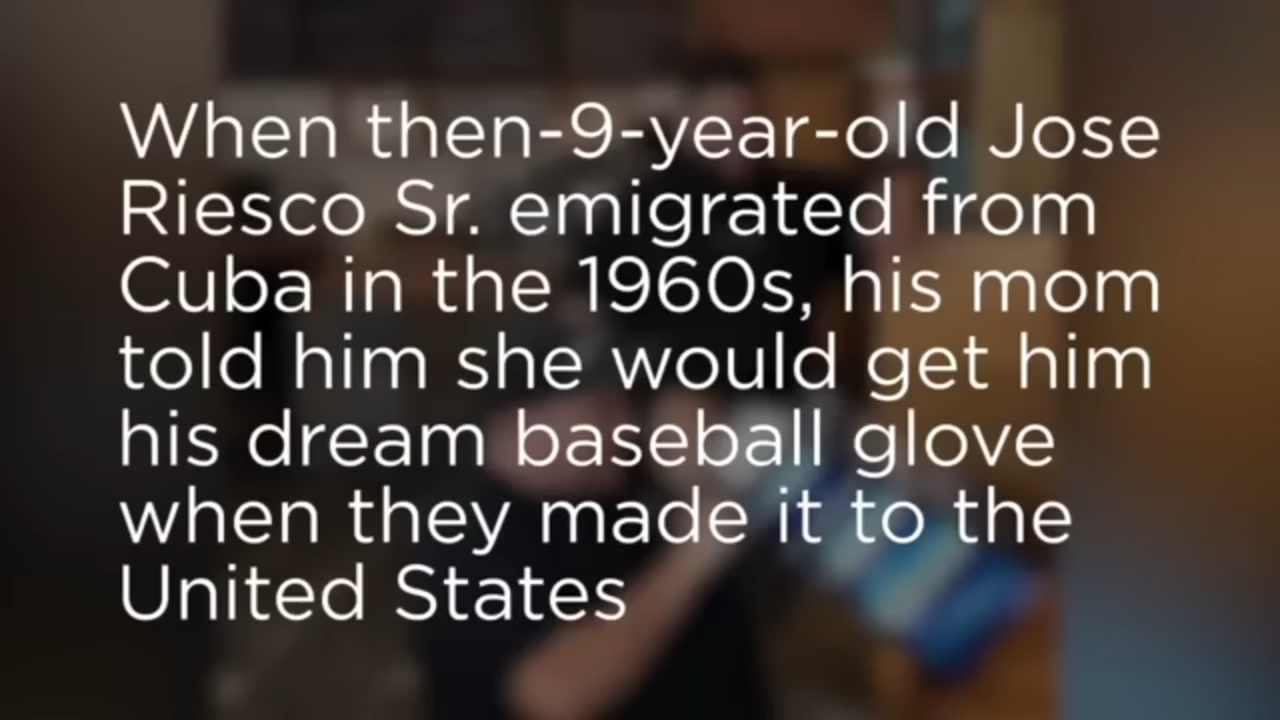 When then-9-year-old Jose
Riesco Sr. emigrated from
Cuba in the 1960s, his mom
told him she would get him
his dream baseball glove
when they made it to the
United States